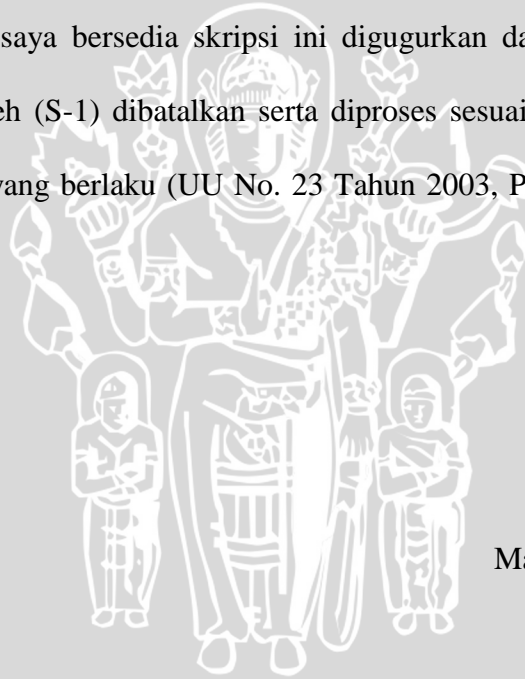 saya bersedia skripsi ini digugurkan da
eh (S-1) dibatalkan serta diproses sesuai
yang berlaku (UU No. 23 Tahun 2003, P
Ma